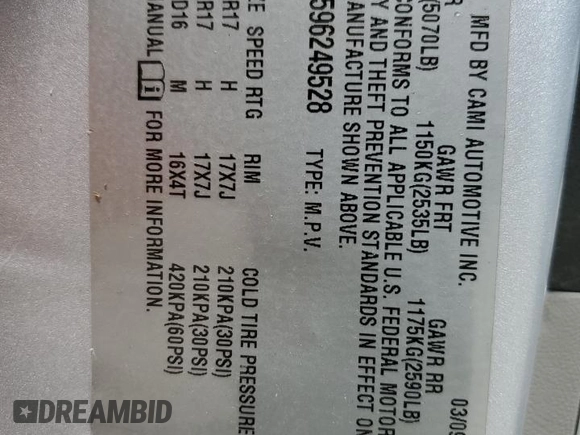 MFD BY CAMI AUTOMOTIVE INC. 03/09
GAWR FRT GAWR RR
(5070LB) 1150KG(2535LB) 1175KG(2590LB)
CONFORMS TO ALL APPLICABLE U.S. FEDERAL MOTOR
Y AND THEFT PREVENTION STANDARDS IN EFFECT ON
ANUFACTURE SHOWN ABOVE.
596249528 TYPE: M.P.V.
E SPEED RTG RIM COLD TIRE PRESSURE
R17 H 17X7J 210KPA(30PSI)
R17 H 17X7J 210KPA(30PSI)
D16 M 16X4T 420KPA(60PSI)
ANUAL FOR MORE INFORMATION.
DREAMBID